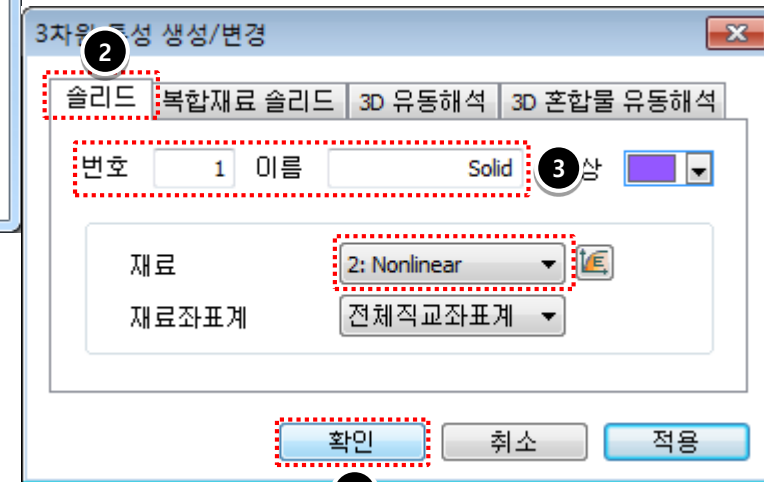 3차원 특성 생성/변경
2
솔리드 복합재료 솔리드 3D 유동해석 3D 혼합물 유동해석
번호 1 이름 Solid 3 상
재료 2: Nonlinear
재료좌표계 전체직교좌표계
확인 취소 적용